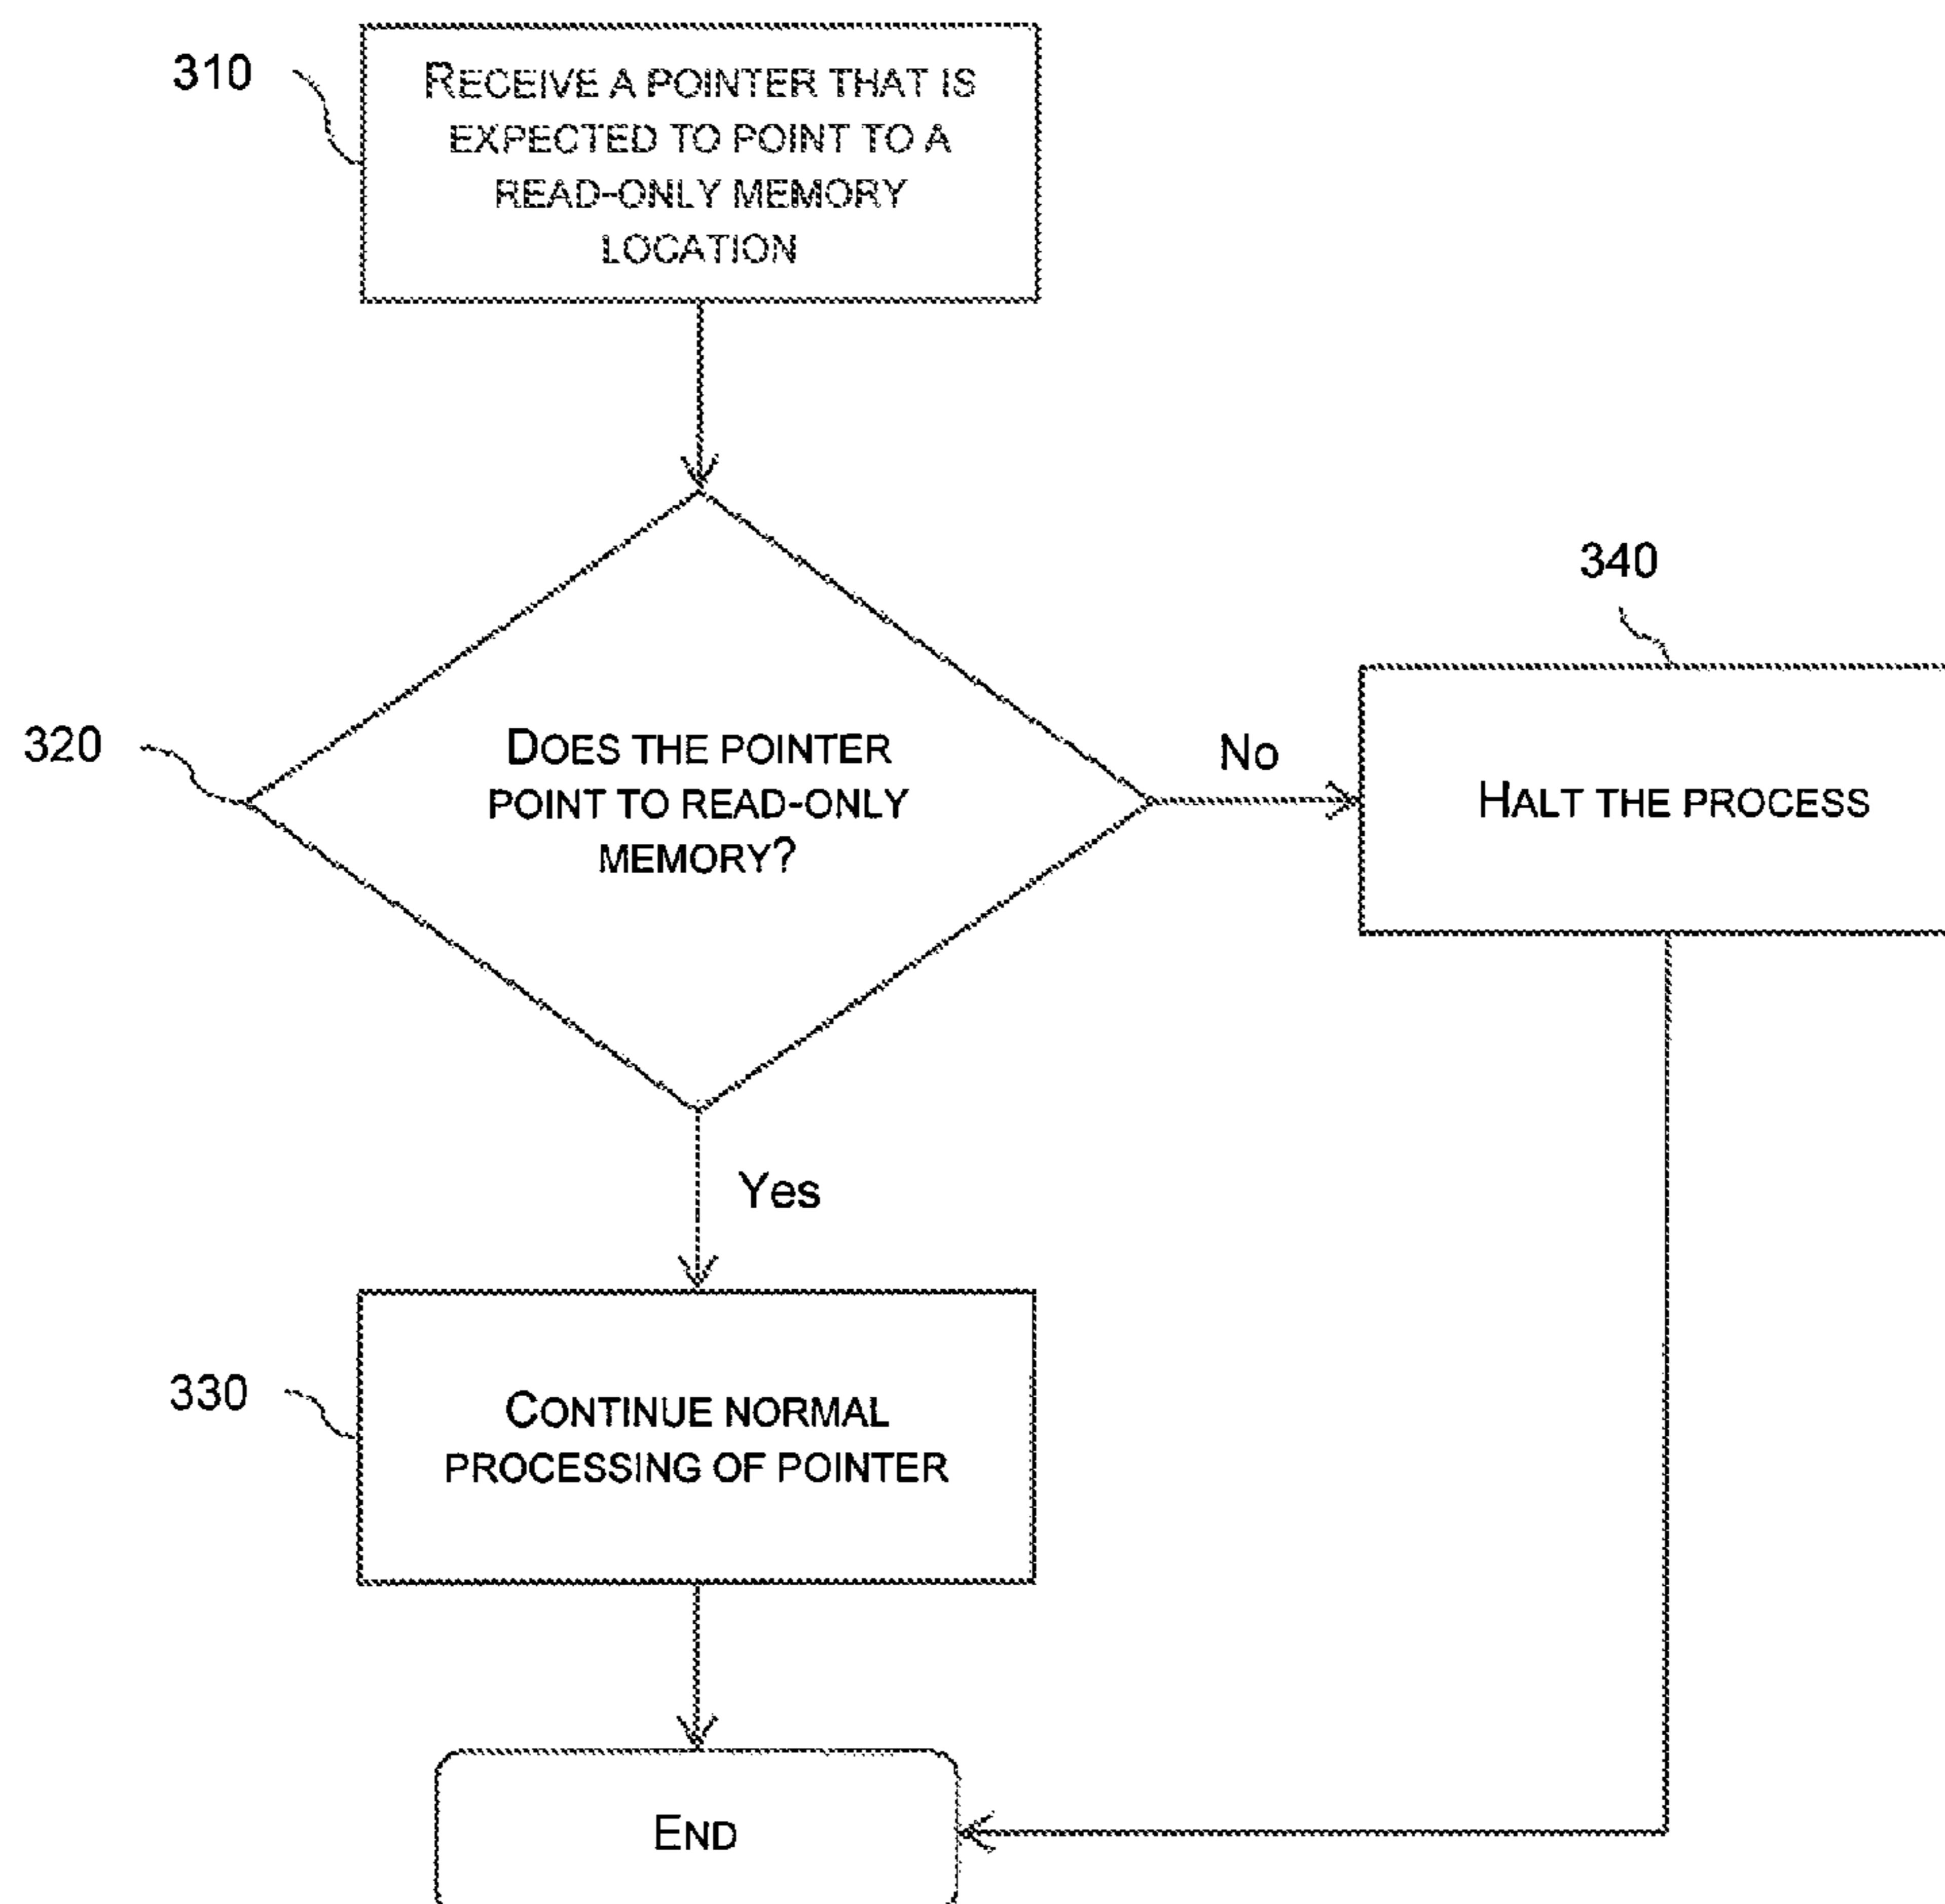 310
RECEIVE A POINTER THAT IS
EXPECTED TO POINT TO A
READ-ONLY MEMORY
LOCATION
340
320
DOES THE POINTER
POINT TO READ-ONLY
MEMORY?
No
HALT THE PROCESS
Yes
330
CONTINUE NORMAL
PROCESSING OF POINTER
END